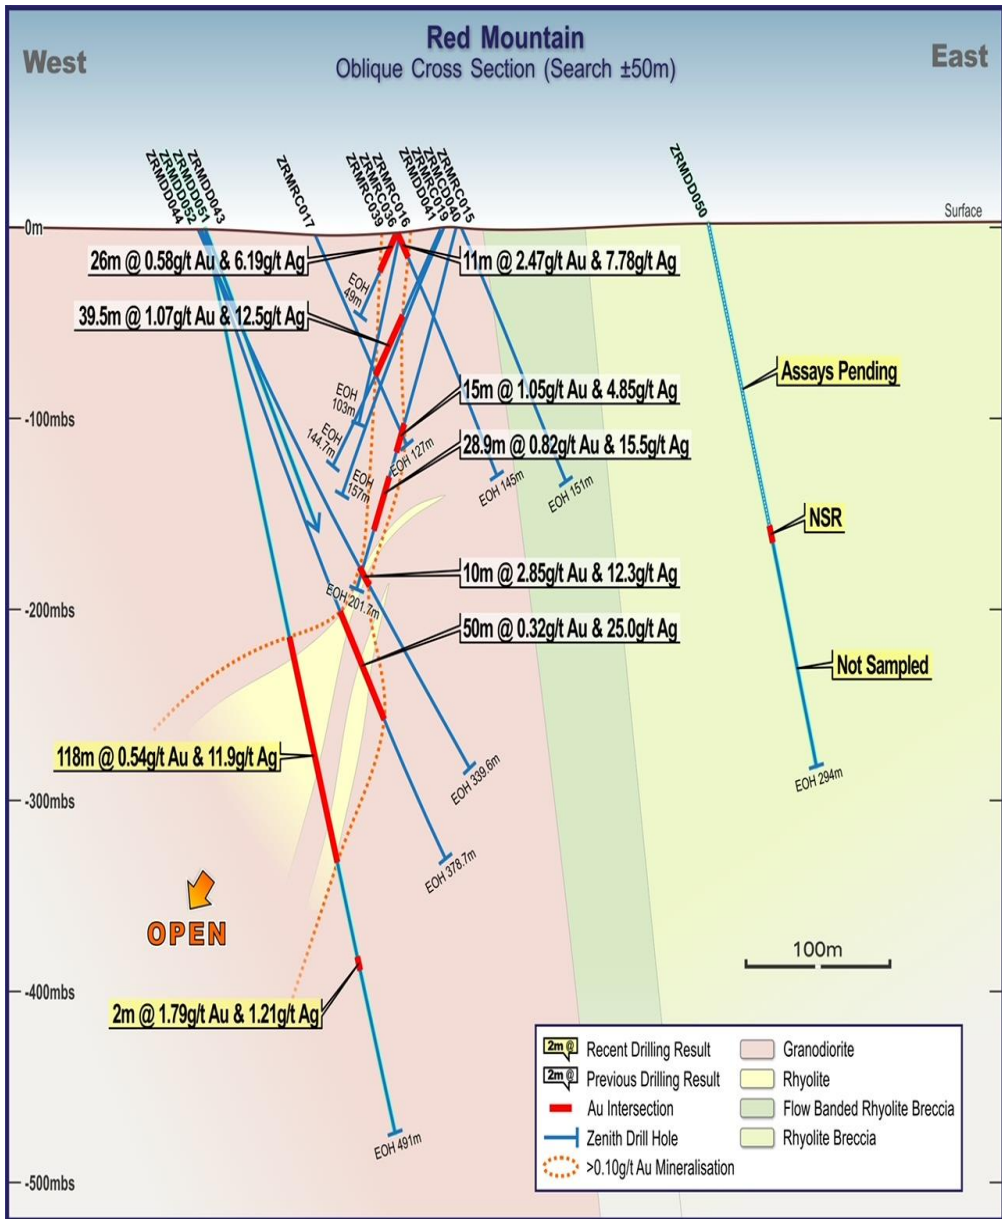 Red Mountain
Oblique Cross Section (Search ±50m)
West
East
ZRMDD044
ZRMDD052
ZRMDD051
ZRMDD043
ZRMRC017
ZRMRC039
ZRMRC036
ZRMRC016
ZRMDD041
ZRMRC019
ZRMCD040
ZRMRC015
ZRMDD050
Surface
0m
26m @ 0.58g/t Au & 6.19g/t Ag
11m @ 2.47g/t Au & 7.78g/t Ag
EOH
49m
39.5m @ 1.07g/t Au & 12.5g/t Ag
Assays Pending
15m @ 1.05g/t Au & 4.85g/t Ag
EOH
103m
-100mbs
EOH
144.7m
EOH 127m
28.9m @ 0.82g/t Au & 15.5g/t Ag
EOH
157m
EOH 145m
EOH 151m
NSR
10m @ 2.85g/t Au & 12.3g/t Ag
EOH 201.7m
-200mbs
50m @ 0.32g/t Au & 25.0g/t Ag
Not Sampled
118m @ 0.54g/t Au & 11.9g/t Ag
EOH 339.6m
EOH 294m
-300mbs
EOH 378.7m
OPEN
100m
-400mbs
2m @ 1.79g/t Au & 1.21g/t Ag
EOH 491m
-500mbs
2m @ Recent Drilling Result
2m @ Previous Drilling Result
Au Intersection
Zenith Drill Hole
>0.10g/t Au Mineralisation
Granodiorite
Rhyolite
Flow Banded Rhyolite Breccia
Rhyolite Breccia